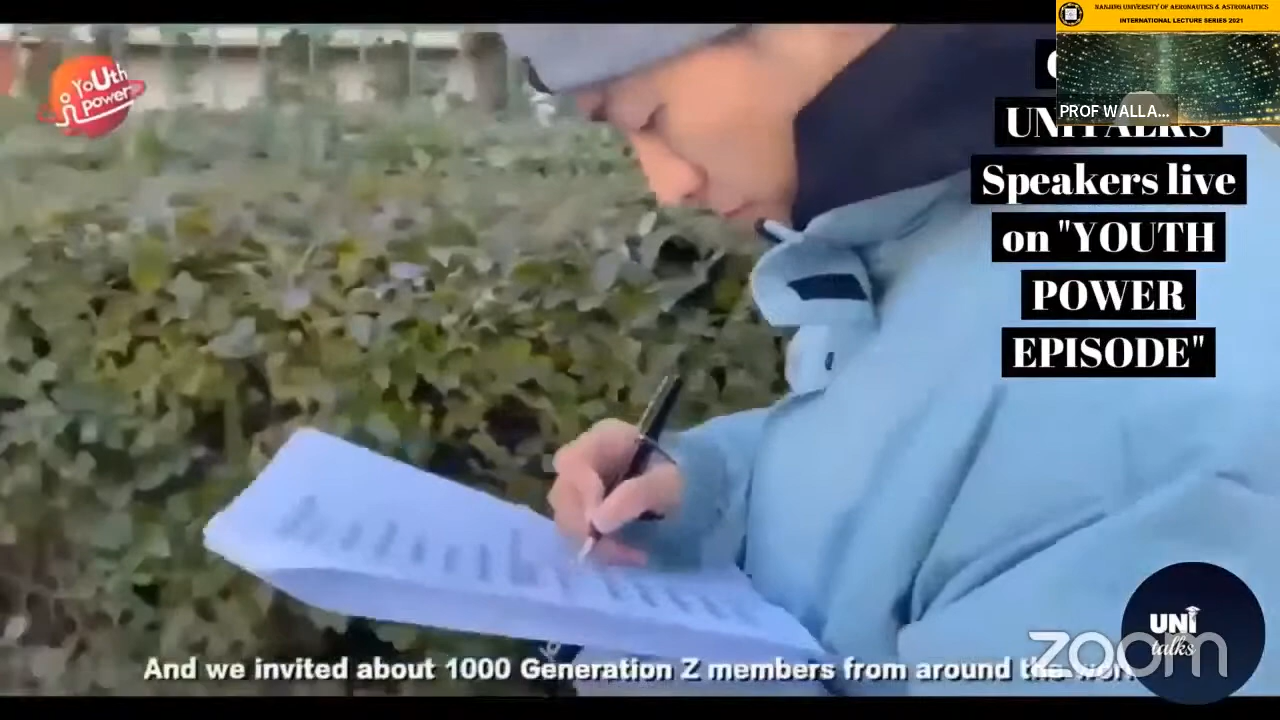 NANJING UNIVERSITY OF AERONAUTICS & ASTRONAUTICS
INTERNATIONAL LECTURE SERIES 2021
PROF WALLA...
YoUth
power
UNITALKS
Speakers live
on "YOUTH
POWER
EPISODE"
UNI
talks
zoom
And we invited about 1000 Generation Z members from around the